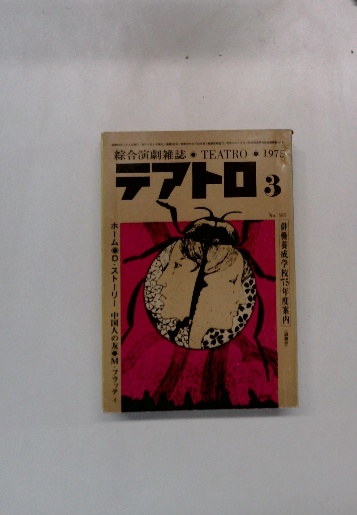 綜合演劇雑誌 ● TEATRO ● 1975
テアトロ 3
俳優養成学校'75年度案内
ホーム●D・ストーリー 中国人の友●M・フラッティ